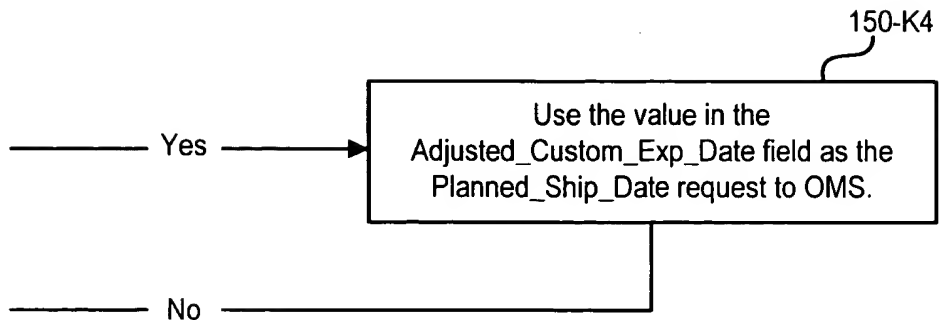 150-K4
Use the value in the
Adjusted_Custom_Exp_Date field as the
Planned_Ship_Date request to OMS.
Yes
No